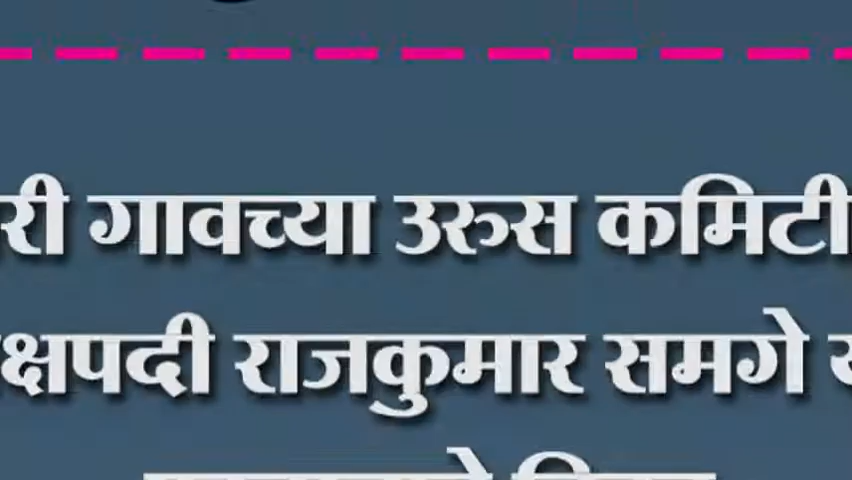 री गावच्या उरुस कमिटी
क्षपदी राजकुमार समगे